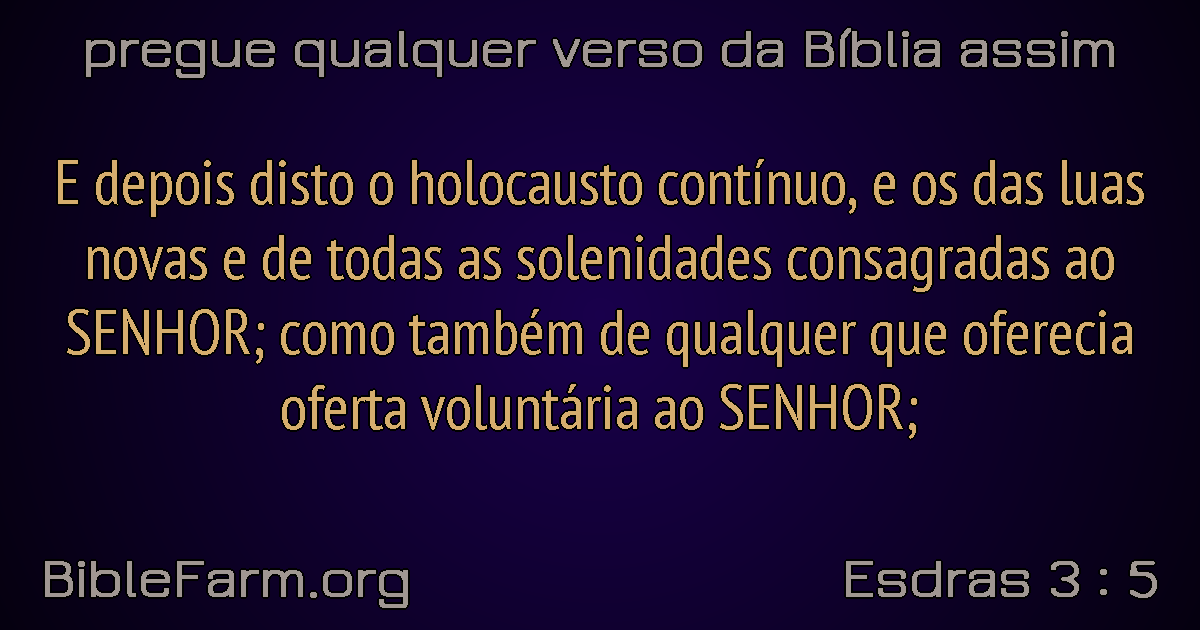 pregue qualquer verso da Bíblia assim
E depois disto o holocausto contínuo, e os das luas
novas e de todas as solenidades consagradas ao
SENHOR; como também de qualquer que oferecia
oferta voluntária ao SENHOR;
BibleFarm.org
Esdras 3 : 5